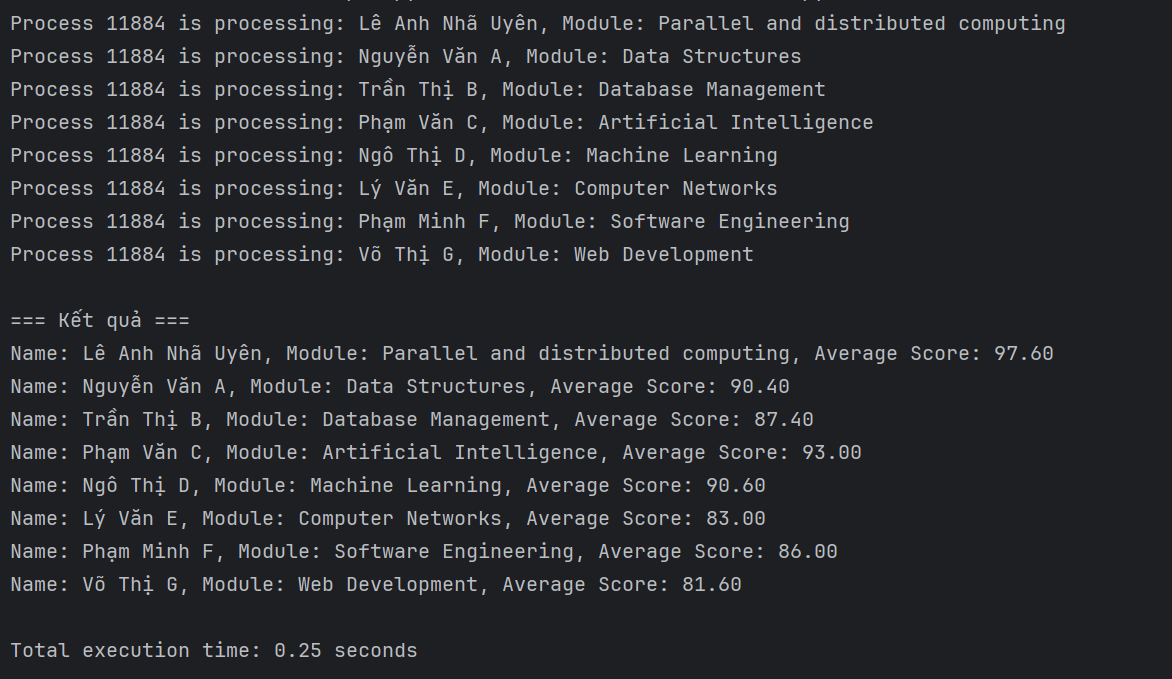 Process 11884 is processing: Lê Anh Nhã Uyên, Module: Parallel and distributed computing
Process 11884 is processing: Nguyễn Văn A, Module: Data Structures
Process 11884 is processing: Trần Thị B, Module: Database Management
Process 11884 is processing: Phạm Văn C, Module: Artificial Intelligence
Process 11884 is processing: Ngô Thị D, Module: Machine Learning
Process 11884 is processing: Lý Văn E, Module: Computer Networks
Process 11884 is processing: Phạm Minh F, Module: Software Engineering
Process 11884 is processing: Võ Thị G, Module: Web Development
=== Kết quả ===
Name: Lê Anh Nhã Uyên, Module: Parallel and distributed computing, Average Score: 97.60
Name: Nguyễn Văn A, Module: Data Structures, Average Score: 90.40
Name: Trần Thị B, Module: Database Management, Average Score: 87.40
Name: Phạm Văn C, Module: Artificial Intelligence, Average Score: 93.00
Name: Ngô Thị D, Module: Machine Learning, Average Score: 90.60
Name: Lý Văn E, Module: Computer Networks, Average Score: 83.00
Name: Phạm Minh F, Module: Software Engineering, Average Score: 86.00
Name: Võ Thị G, Module: Web Development, Average Score: 81.60
Total execution time: 0.25 seconds